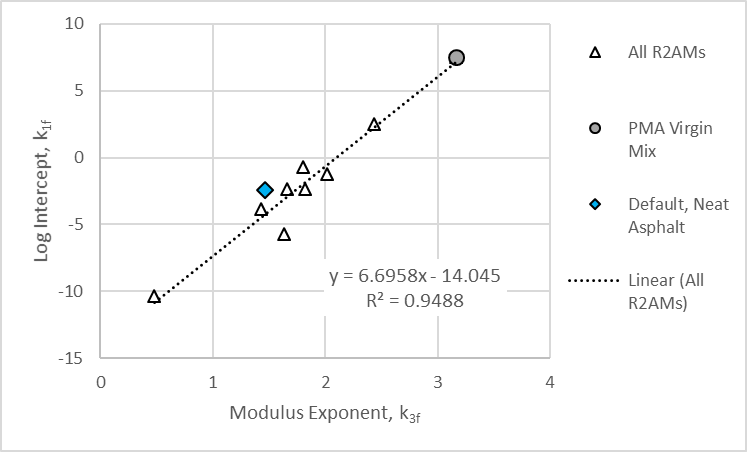 10
5
0
-5
-10
-15
0 1 2 3 4
Log Intercept, k1f
Modulus Exponent, k3f
y = 6.6958x - 14.045
R² = 0.9488
All R2AMs
PMA Virgin
Mix
Default, Neat
Asphalt
Linear (All
R2AMs)